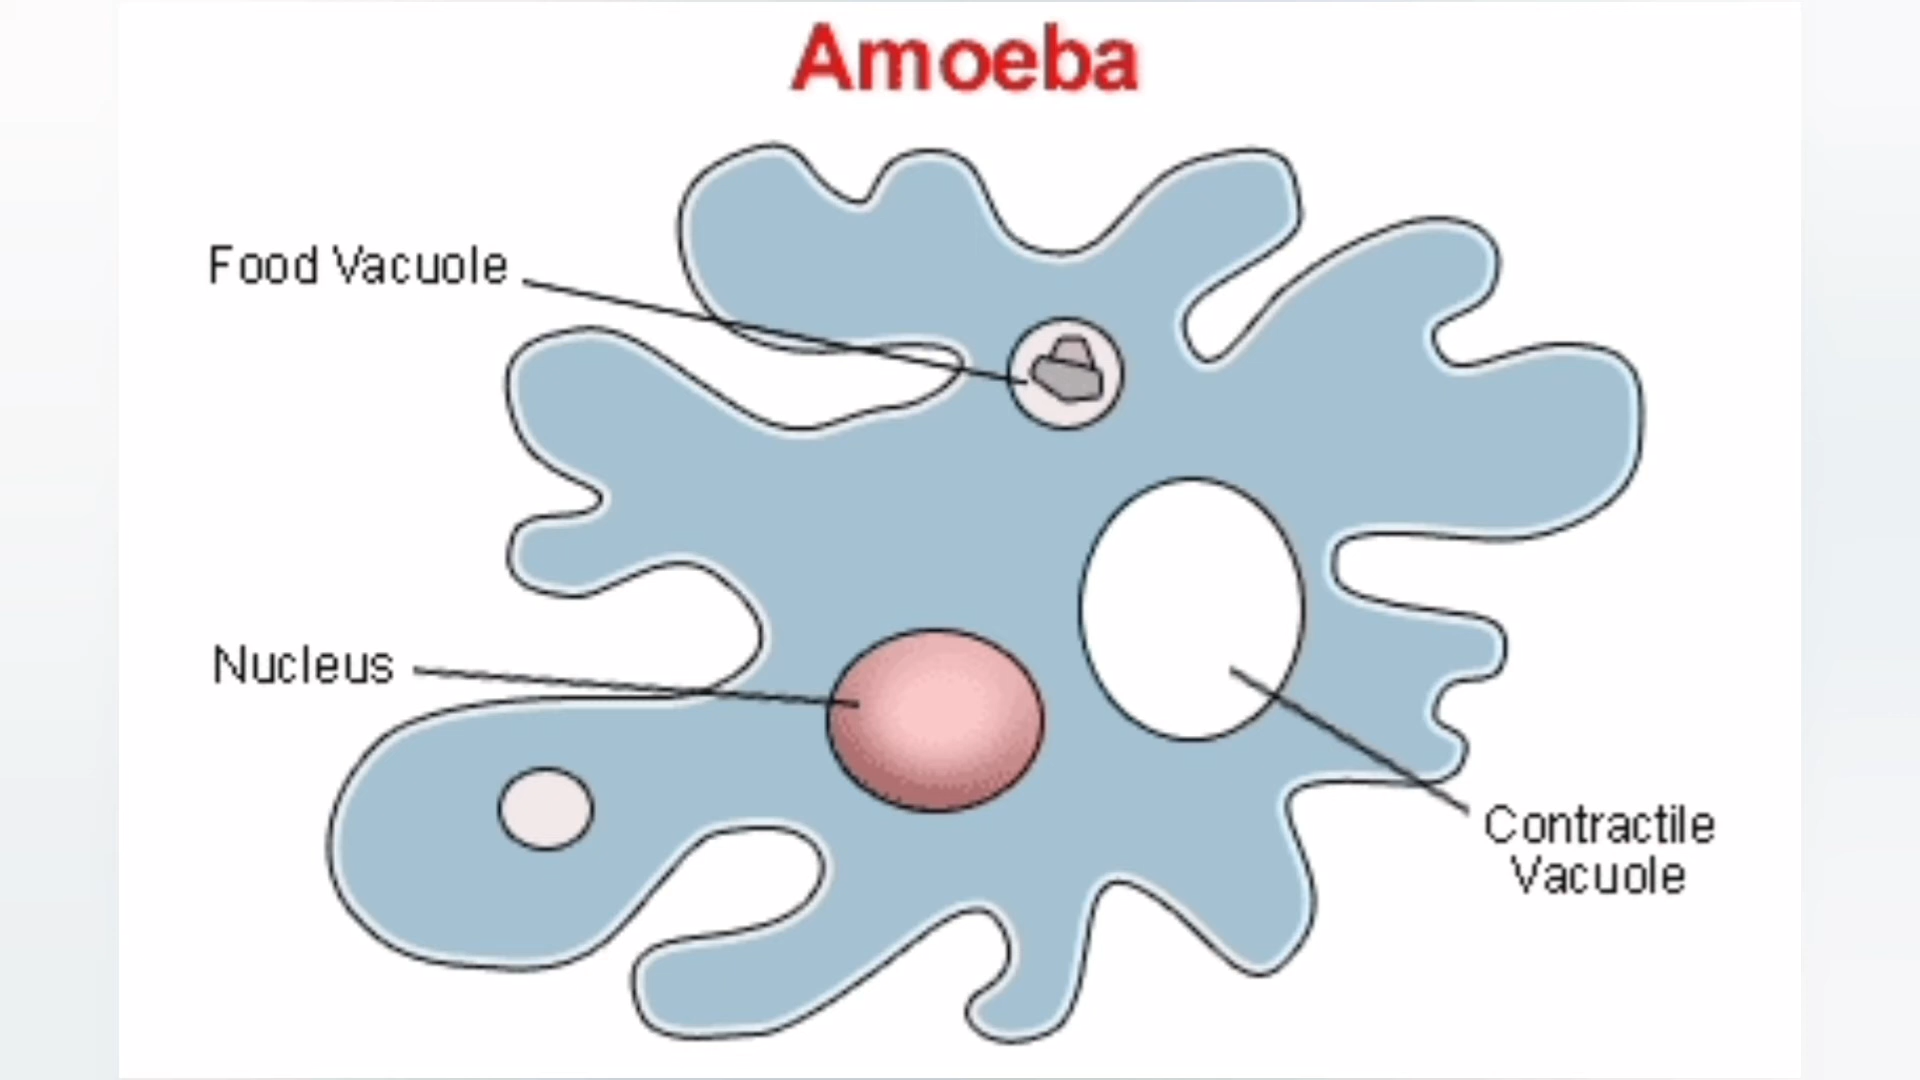 Amoeba
Food Vacuole
Nucleus
Contractile
Vacuole